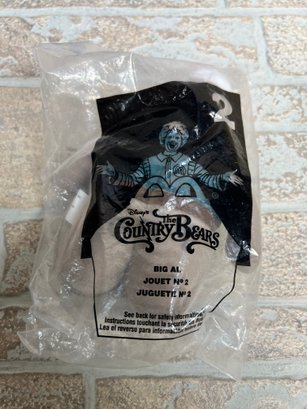 2
Disney's
The
Country Bears
BIG AL
JOUET Nº 2
JUGUETE Nº 2
See back for safety information
Instructions touchant la sécurité au
Lea el reverso para información